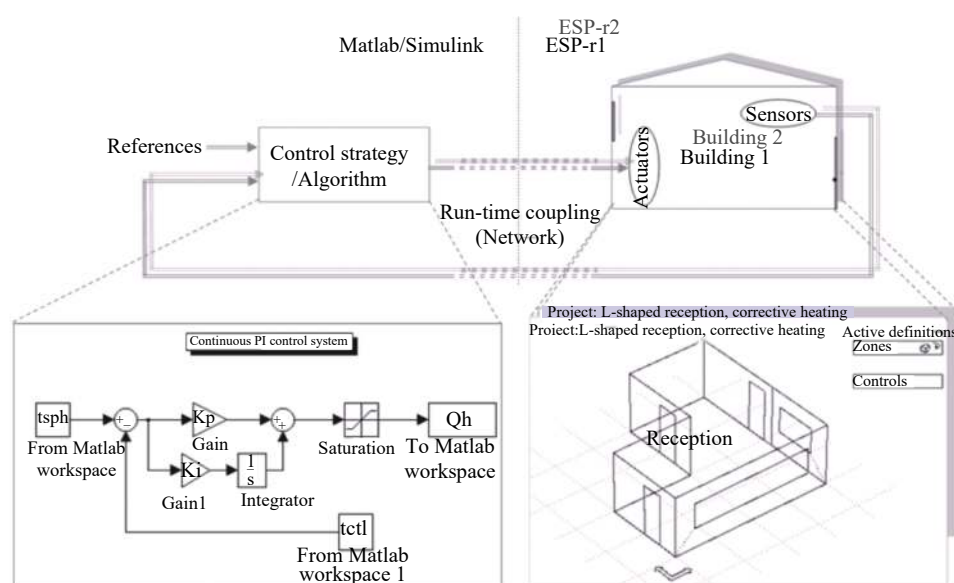 Matlab/Simulink
ESP-r2
ESP-r1
References
Control strategy
/Algorithm
Actuators
Sensors
Building 2
Building 1
Run-time coupling
(Network)
Continuous PI control system
tsph
From Matlab
workspace
+
−
Kp
Gain
Ki
Gain1
1
s
Integrator
+
+
Saturation
Qh
To Matlab
workspace
tctl
From Matlab
workspace 1
Project: L-shaped reception, corrective heating
Proiect:L-shaped reception, corrective heating
Active definitions
Zones
Controls
Reception